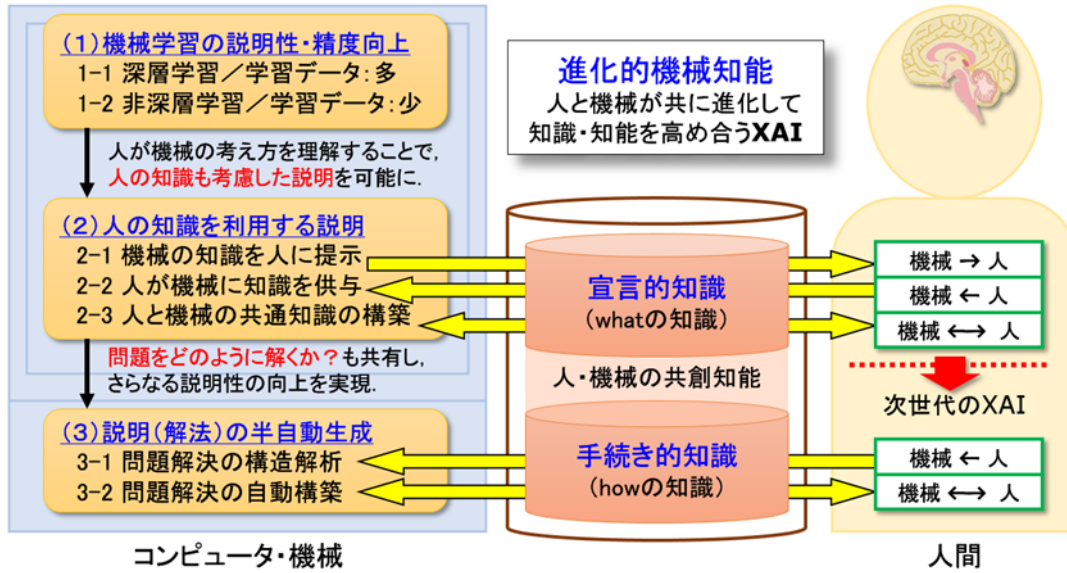 (1)機械学習の説明性・精度向上
1-1 深層学習／学習データ：多
1-2 非深層学習／学習データ：少
人が機械の考え方を理解することで，
人の知識も考慮した説明を可能に．
(2)人の知識を利用する説明
2-1 機械の知識を人に提示
2-2 人が機械に知識を供与
2-3 人と機械の共通知識の構築
問題をどのように解くか？も共有し，
さらなる説明性の向上を実現．
(3)説明(解法)の半自動生成
3-1 問題解決の構造解析
3-2 問題解決の自動構築
コンピュータ・機械
進化的機械知能
人と機械が共に進化して
知識・知能を高め合うXAI
宣言的知識
(whatの知識)
人・機械の共創知能
手続き的知識
(howの知識)
機械 → 人
機械 ← 人
機械 ←→ 人
次世代のXAI
機械 ← 人
機械 ←→ 人
人間